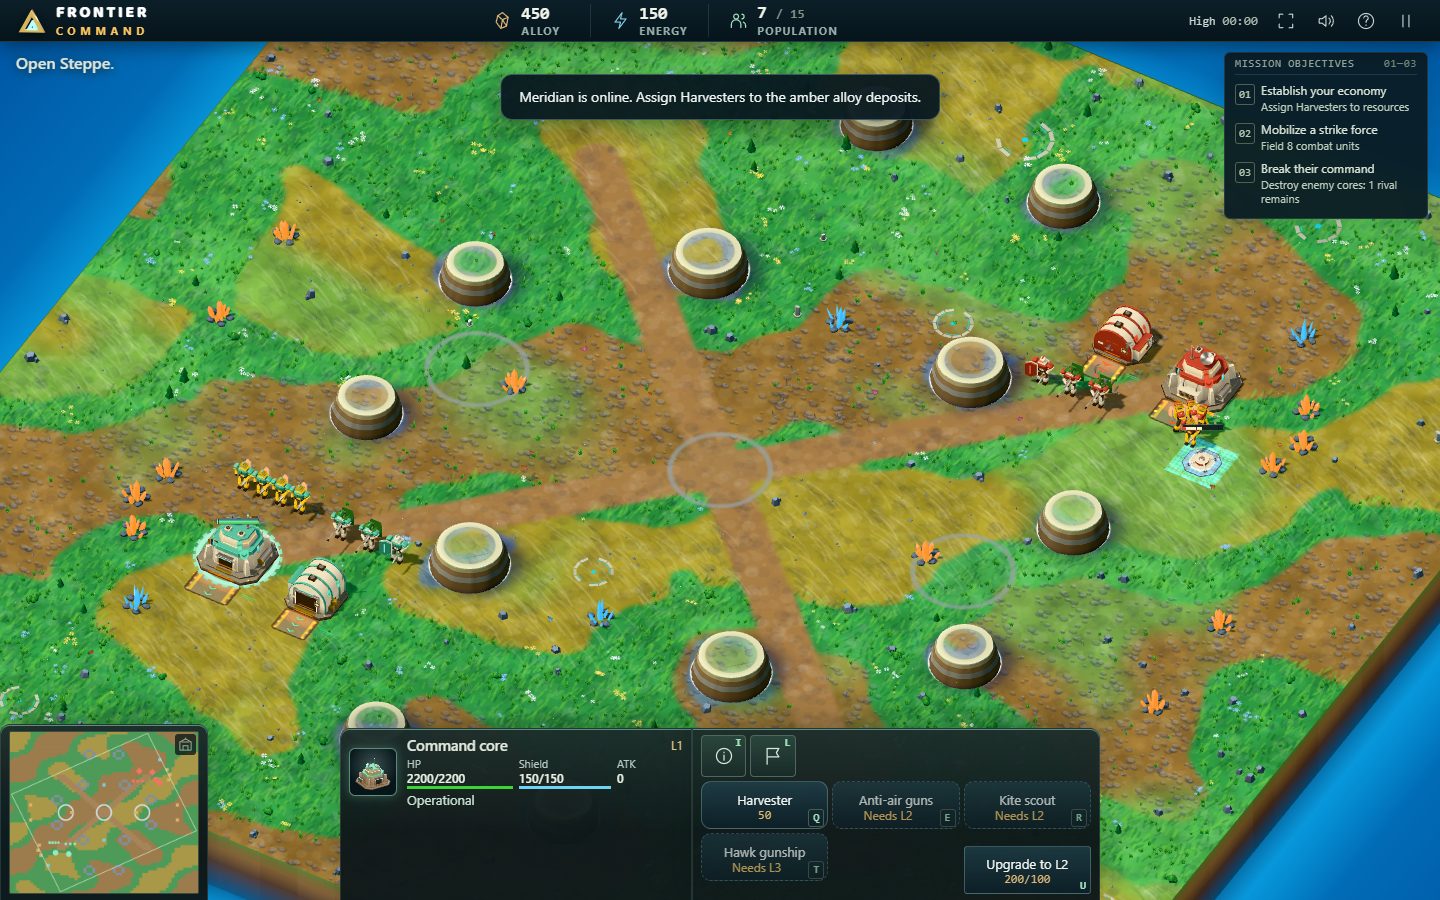 FRONTIER
COMMAND
450
ALLOY
150
ENERGY
7 / 15
POPULATION
High 00:00
Open Steppe.
Meridian is online. Assign Harvesters to the amber alloy deposits.
MISSION OBJECTIVES 01—03
01 Establish your economy
Assign Harvesters to resources
02 Mobilize a strike force
Field 8 combat units
03 Break their command
Destroy enemy cores: 1 rival
remains
Command core L1
HP Shield ATK
2200/2200 150/150 0
Operational
I L
Harvester
50 Q
Anti-air guns
Needs L2 E
Kite scout
Needs L2 R
Hawk gunship
Needs L3 T
Upgrade to L2
200/100 U